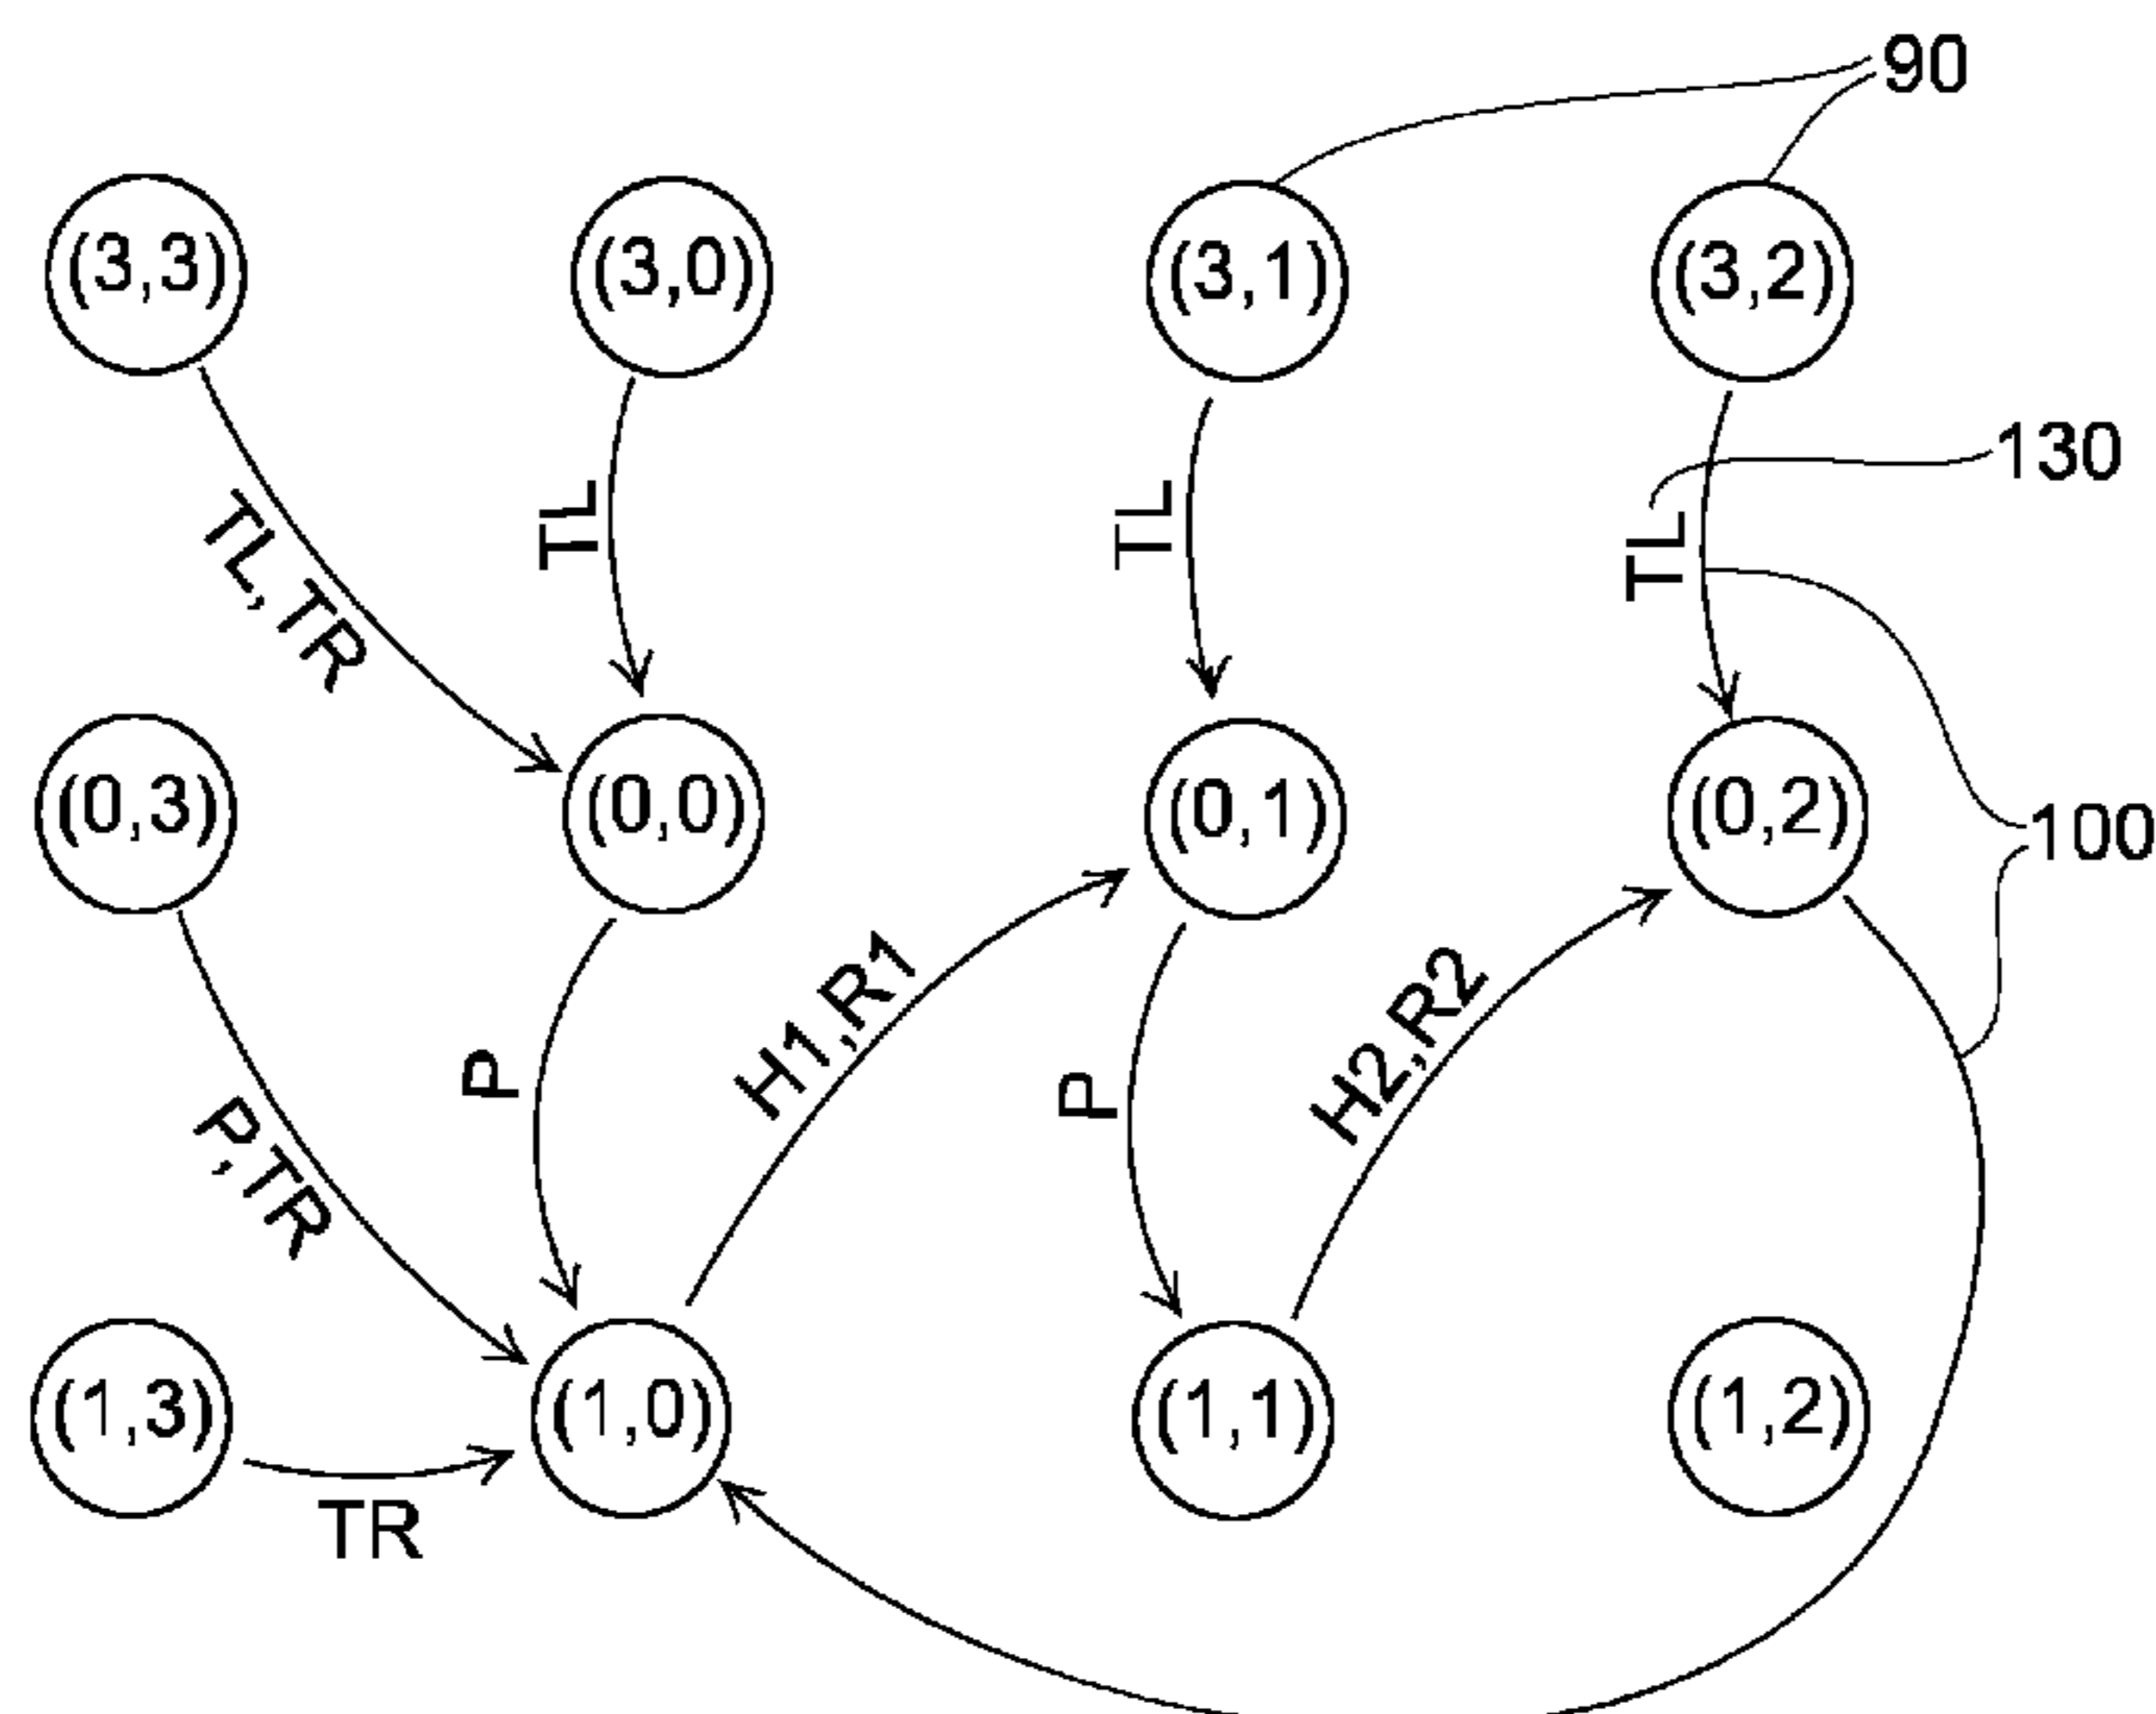 90
(3,3) (3,0) (3,1) (3,2)
130
TL,TR TL TL TL
(0,3) (0,0) (0,1) (0,2)
100
P,TR P H1,R1 P H2,R2
(1,3) (1,0) (1,1) (1,2)
TR